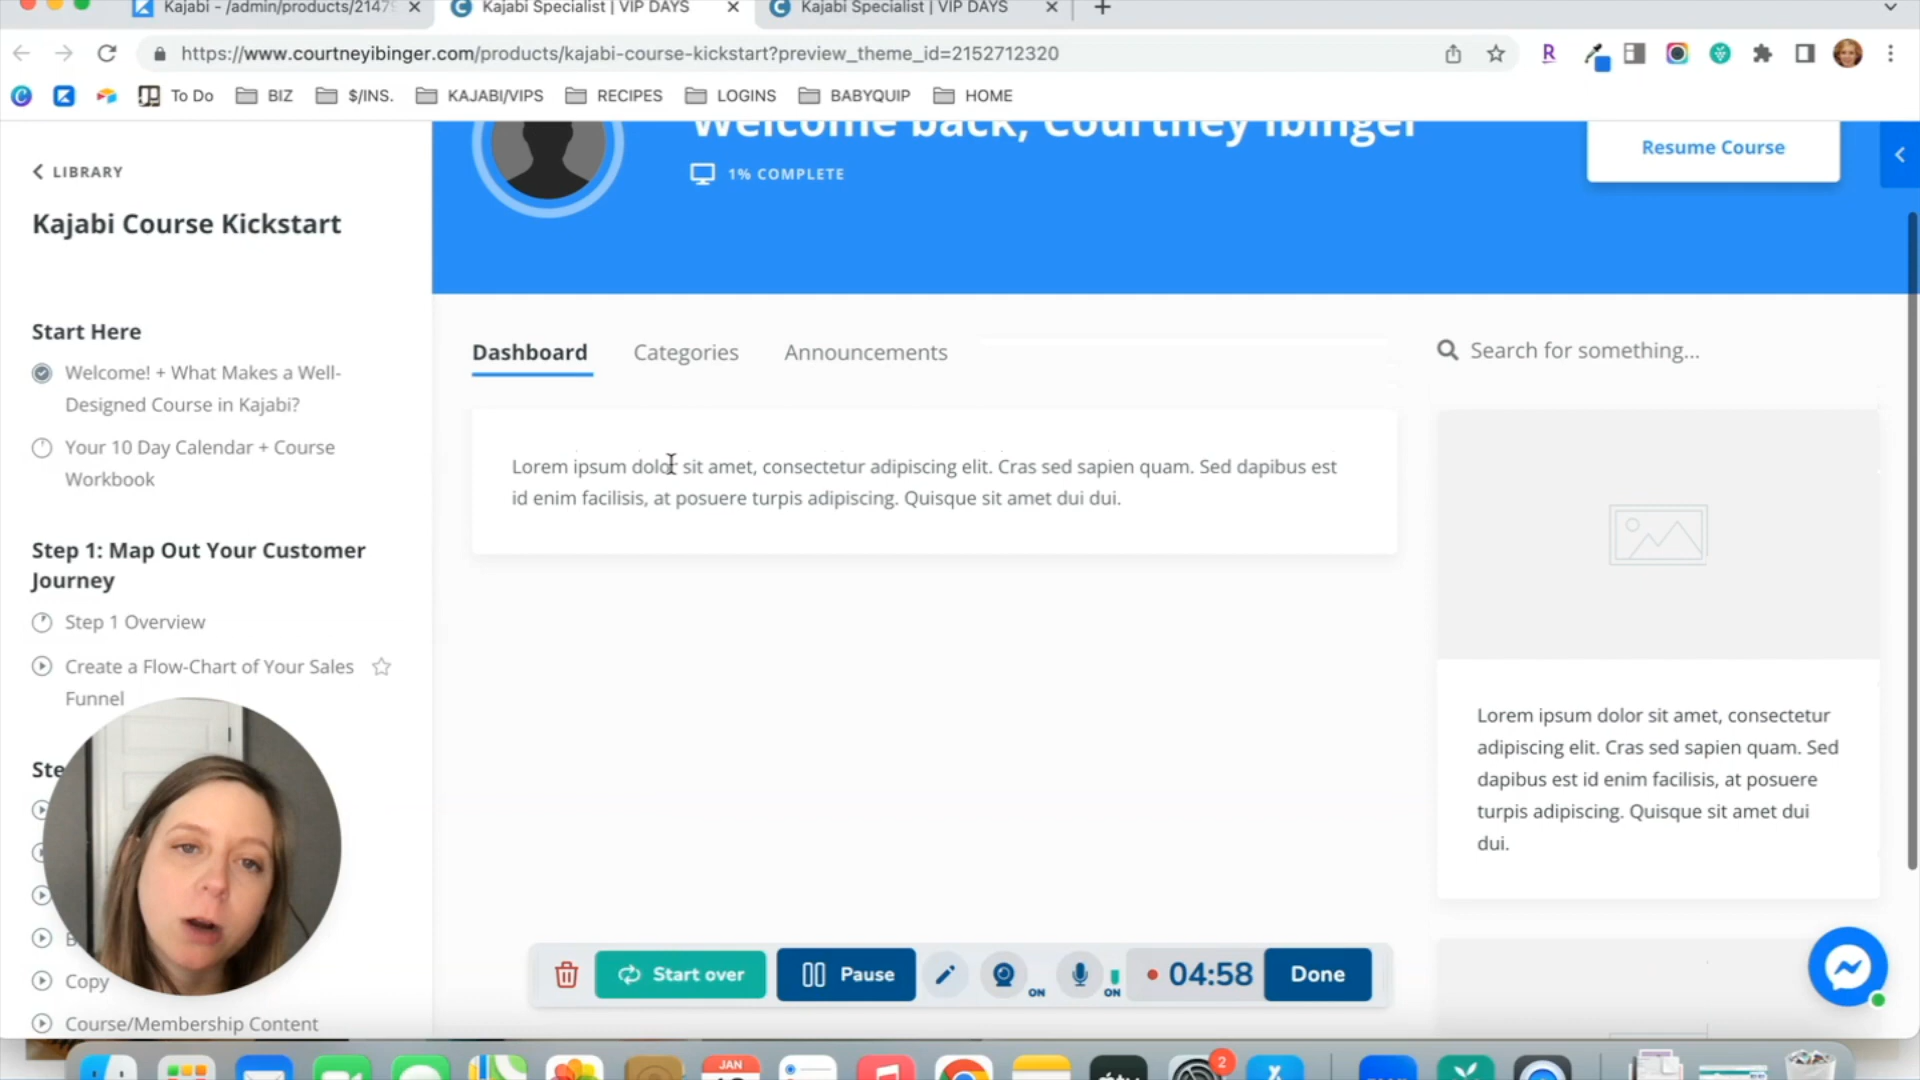 Kajabi - /admin/products/2147
Kajabi Specialist | VIP DAYS
Kajabi Specialist | VIP DAYS
https://www.courtneyibinger.com/products/kajabi-course-kickstart?preview_theme_id=2152712320
To Do
BIZ
$/INS.
KAJABI/VIPS
RECIPES
LOGINS
BABYQUIP
HOME
LIBRARY
Kajabi Course Kickstart
Start Here
Welcome! + What Makes a Well-
Designed Course in Kajabi?
Your 10 Day Calendar + Course
Workbook
Step 1: Map Out Your Customer
Journey
Step 1 Overview
Create a Flow-Chart of Your Sales
Funnel
Ste
B
Copy
Course/Membership Content
Welcome back, Courtney Ibinger
1% COMPLETE
Resume Course
Dashboard
Categories
Announcements
Search for something...
Lorem ipsum dolor sit amet, consectetur adipiscing elit. Cras sed sapien quam. Sed dapibus est
id enim facilisis, at posuere turpis adipiscing. Quisque sit amet dui dui.
Lorem ipsum dolor sit amet, consectetur
adipiscing elit. Cras sed sapien quam. Sed
dapibus est id enim facilisis, at posuere
turpis adipiscing. Quisque sit amet dui
dui.
Start over
Pause
ON
ON
04:58
Done
JAN
2